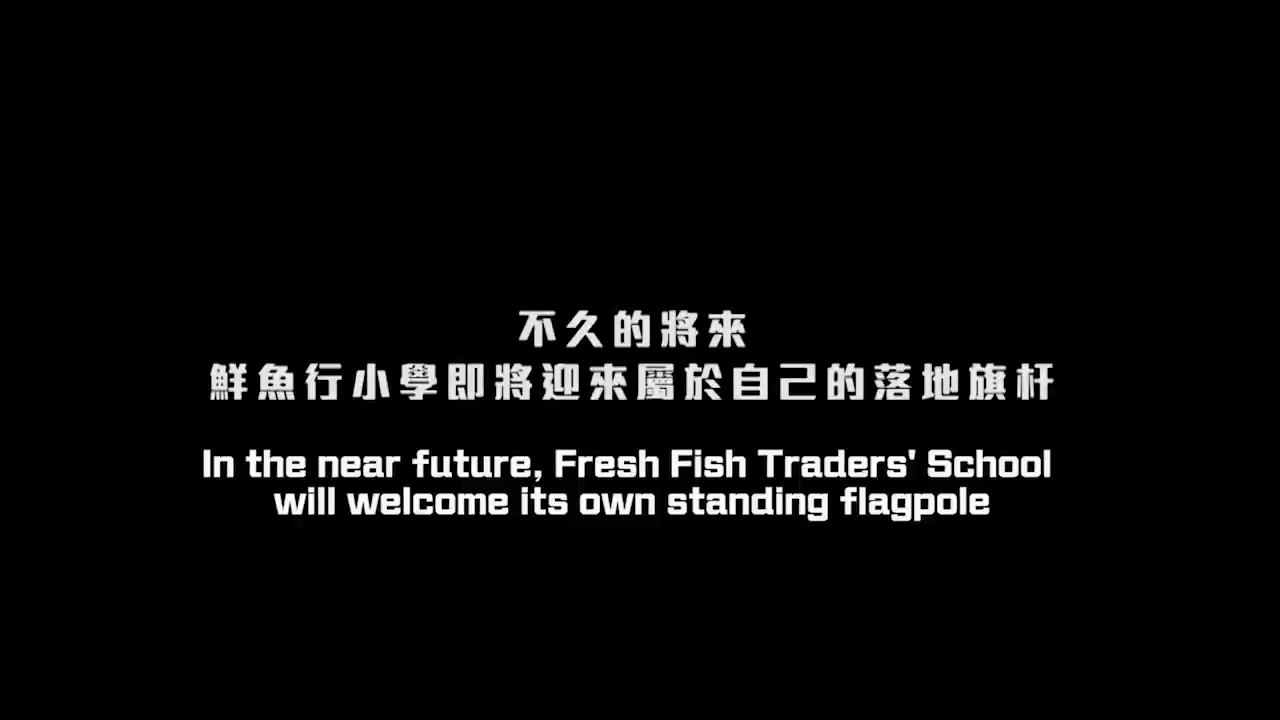 不久的將來
鮮魚行小學即將迎來屬於自己的落地旗杆
In the near future, Fresh Fish Traders' School
will welcome its own standing flagpole